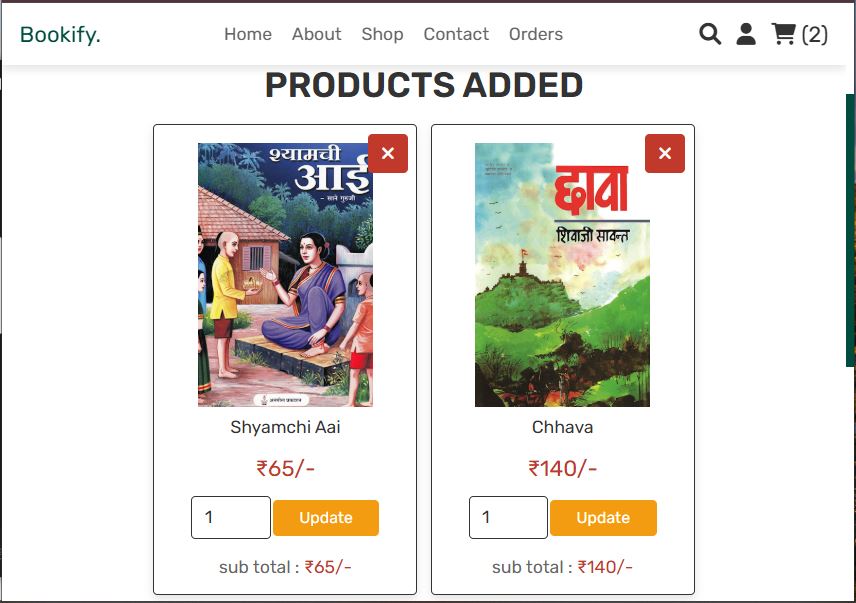 Bookify.
Home About Shop Contact Orders
(2)
PRODUCTS ADDED
श्यामची
आई
- साने गुरुजी
Shyamchi Aai
₹65/-
1 Update
sub total : ₹65/-
छावा
शिवाजी सावन्त
Chhava
₹140/-
1 Update
sub total : ₹140/-